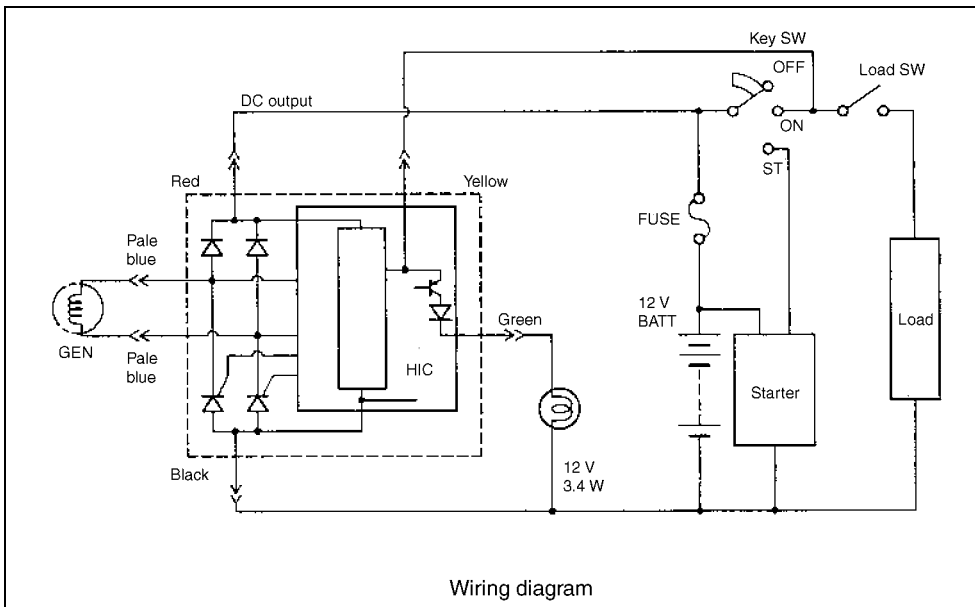 Key SW
OFF
Load SW
DC output
ON
ST
Red
Yellow
FUSE
Pale
blue
12 V
BATT
Green
Load
GEN
Pale
blue
HIC
Starter
Black
12 V
3.4 W
Wiring diagram